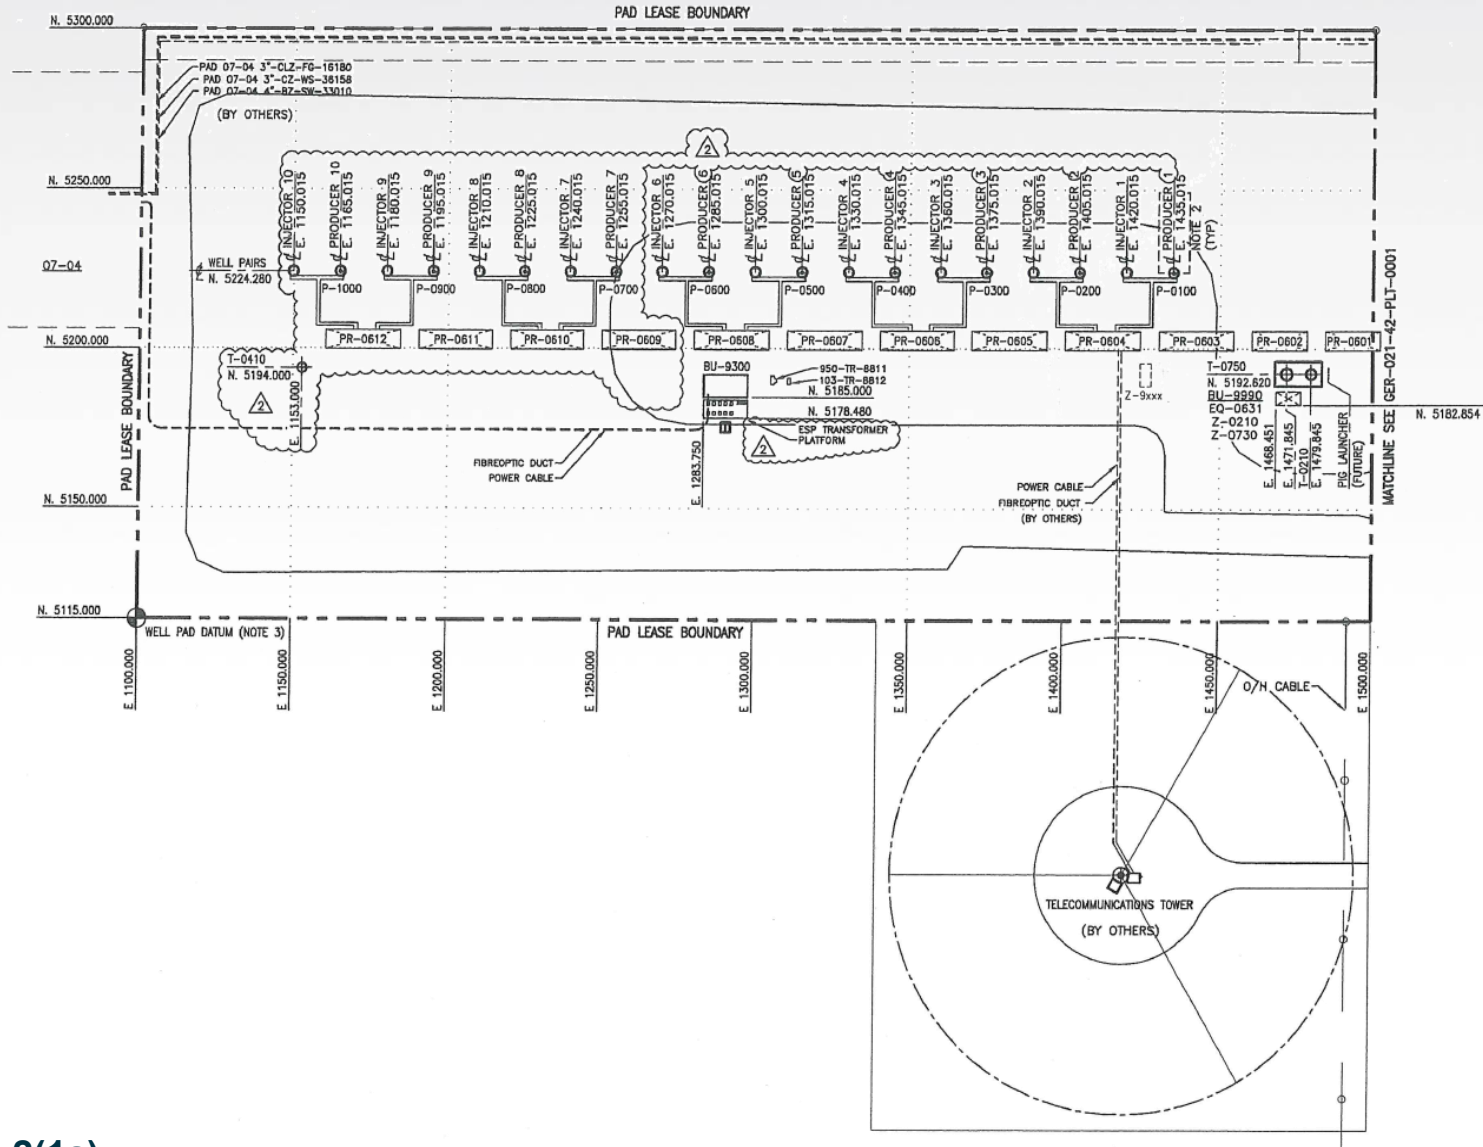 PAD LEASE BOUNDARY
N. 5300.000
PAD 07-04 3"-CLZ-FG-16180
PAD 07-04 3"-CZ-WS-36158
PAD 07-04 4"-BZ-SW-33010
(BY OTHERS)
2
N. 5250.000
INJECTOR 10
E. 1150.015
PRODUCER 10
E. 1165.015
INJECTOR 9
E. 1180.015
PRODUCER 9
E. 1195.015
INJECTOR 8
E. 1210.015
PRODUCER 8
E. 1225.015
INJECTOR 7
E. 1240.015
PRODUCER 7
E. 1255.015
INJECTOR 6
E. 1270.015
PRODUCER 6
E. 1285.015
INJECTOR 5
E. 1300.015
PRODUCER 5
E. 1315.015
INJECTOR 4
E. 1330.015
PRODUCER 4
E. 1345.015
INJECTOR 3
E. 1360.015
PRODUCER 3
E. 1375.015
INJECTOR 2
E. 1390.015
PRODUCER 2
E. 1405.015
INJECTOR 1
E. 1420.015
PRODUCER 1
E. 1435.015
NOTE 2
(TYP)
07-04
WELL PAIRS
N. 5224.280
P-1000
P-0900
P-0800
P-0700
P-0600
P-0500
P-0400
P-0300
P-0200
P-0100
MATCHLINE SEE GER-021-42-PLT-0001
N. 5200.000
PR-0612
PR-0611
PR-0610
PR-0609
PR-0608
PR-0607
PR-0606
PR-0605
PR-0604
PR-0603
PR-0602
PR-0601
T-0410
N. 5194.000
2
E. 1153.000
BU-9300
950-TR-8811
103-TR-8812
N. 5185.000
N. 5178.480
ESP TRANSFORMER
PLATFORM
2
E. 1283.750
Z-9xxx
T-0750
N. 5192.620
BU-9990
EQ-0631
Z-0210
Z-0730
N. 5182.854
E. 1468.451
E. 1471.845
T-0210
E. 1479.845
PIG LAUNCHER
(FUTURE)
PAD LEASE BOUNDARY
FIBREOPTIC DUCT
POWER CABLE
POWER CABLE
FIBREOPTIC DUCT
(BY OTHERS)
N. 5150.000
N. 5115.000
WELL PAD DATUM (NOTE 3)
PAD LEASE BOUNDARY
E 1100.000
E 1150.000
E 1200.000
E 1250.000
E 1300.000
E 1350.000
E 1400.000
E 1450.000
E 1500.000
O/H CABLE
TELECOMMUNICATIONS TOWER
(BY OTHERS)